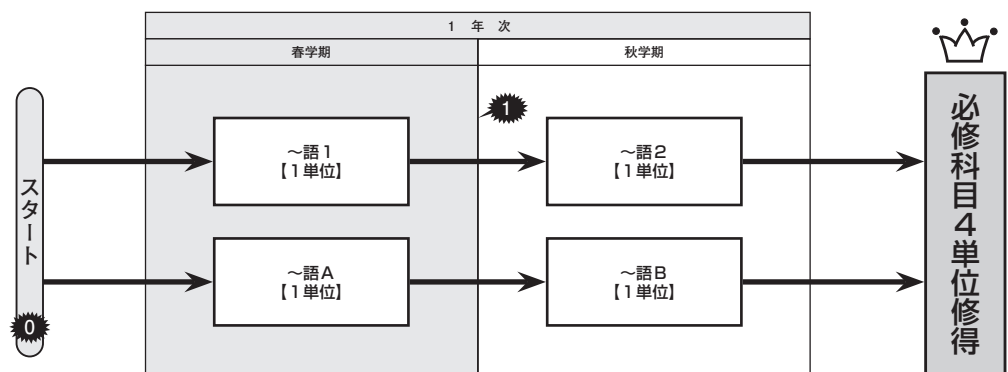 1 年 次
春学期
秋学期
スタート
0
1
～語1
【1単位】
～語2
【1単位】
～語A
【1単位】
～語B
【1単位】
必修科目4単位修得